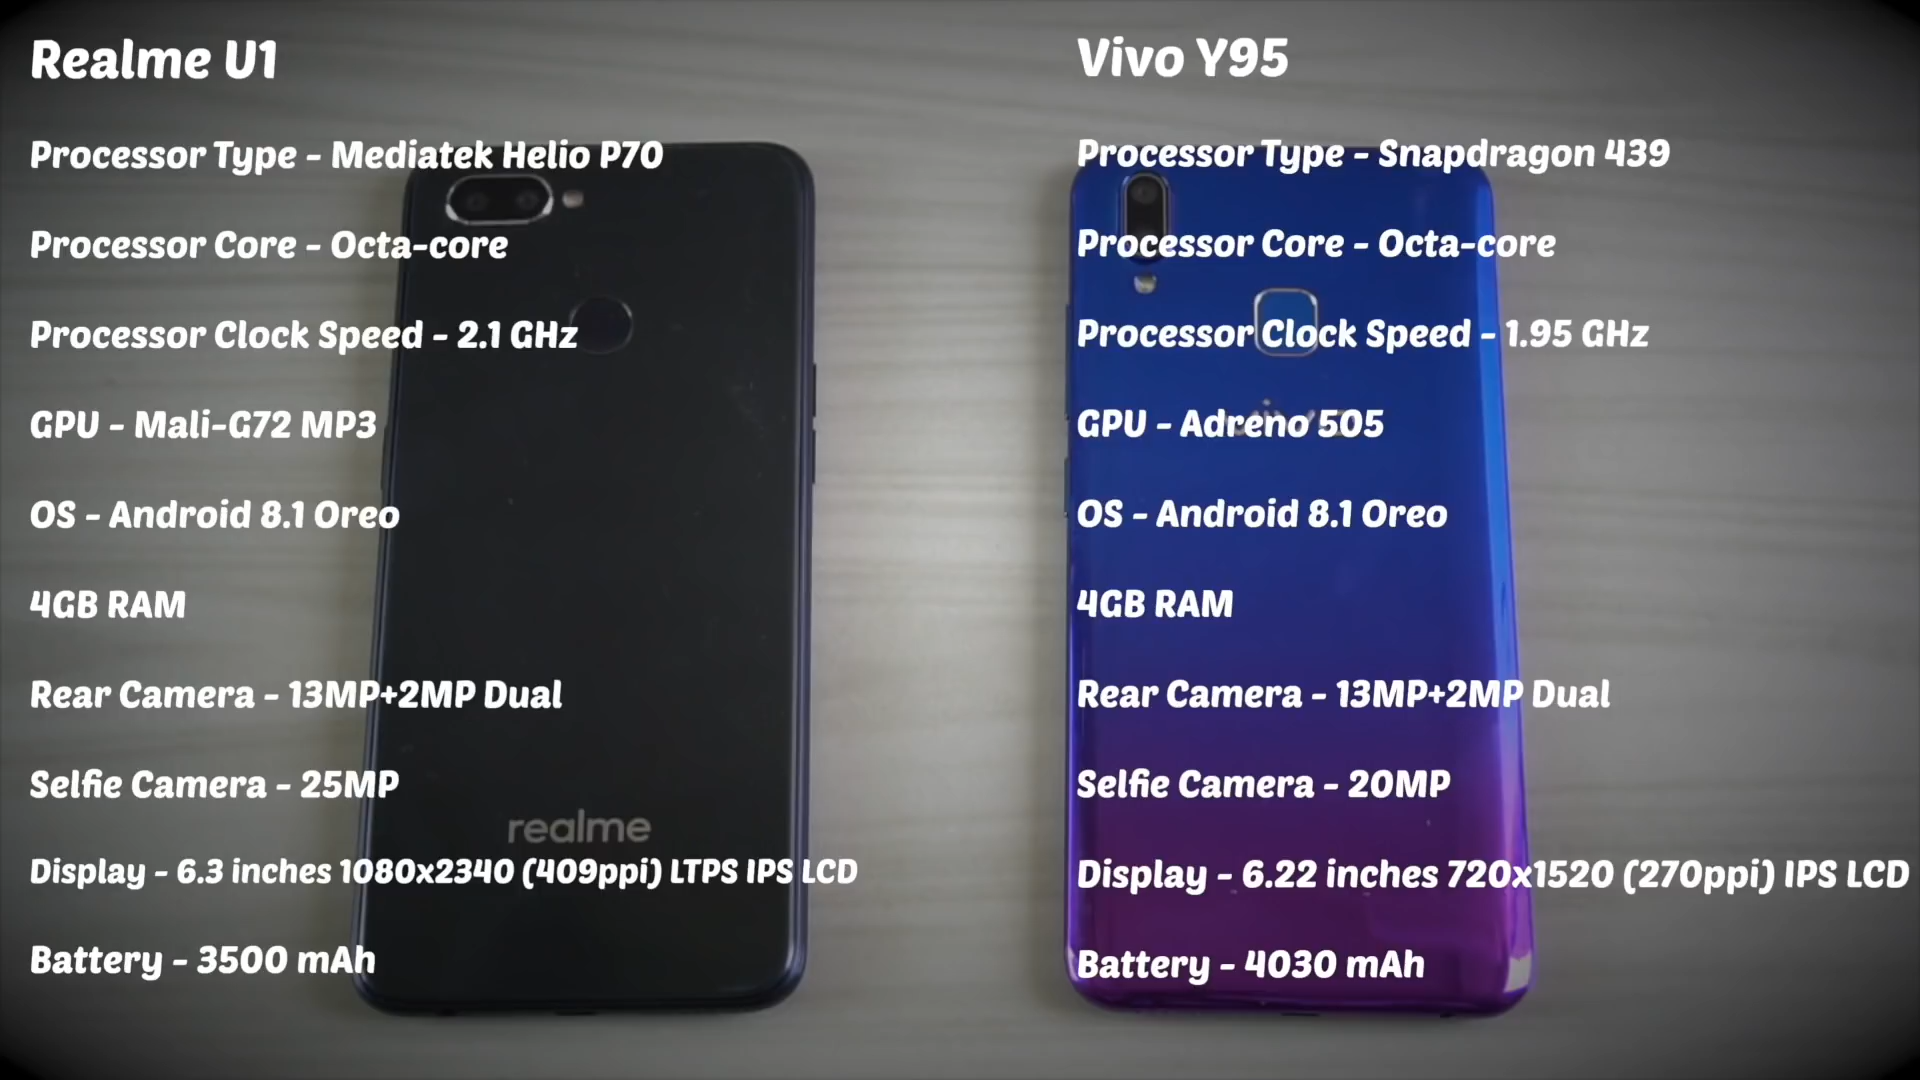 Realme U1
Processor Type - Mediatek Helio P70
Processor Core - Octa-core
Processor Clock Speed - 2.1 GHz
GPU - Mali-G72 MP3
OS - Android 8.1 Oreo
4GB RAM
Rear Camera - 13MP+2MP Dual
Selfie Camera - 25MP
realme
Display - 6.3 inches 1080x2340 (409ppi) LTPS IPS LCD
Battery - 3500 mAh
Vivo Y95
Processor Type - Snapdragon 439
Processor Core - Octa-core
Processor Clock Speed - 1.95 GHz
GPU - Adreno 505
OS - Android 8.1 Oreo
4GB RAM
Rear Camera - 13MP+2MP Dual
Selfie Camera - 20MP
Display - 6.22 inches 720x1520 (270ppi) IPS LCD
Battery - 4030 mAh